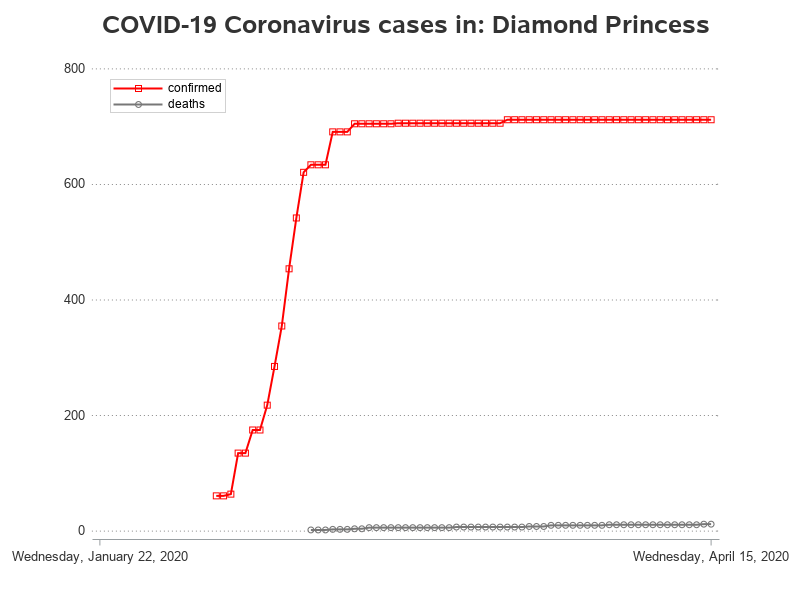 COVID-19 Coronavirus cases in: Diamond Princess
800
confirmed
deaths
600
400
200
0
Wednesday, January 22, 2020
Wednesday, April 15, 2020